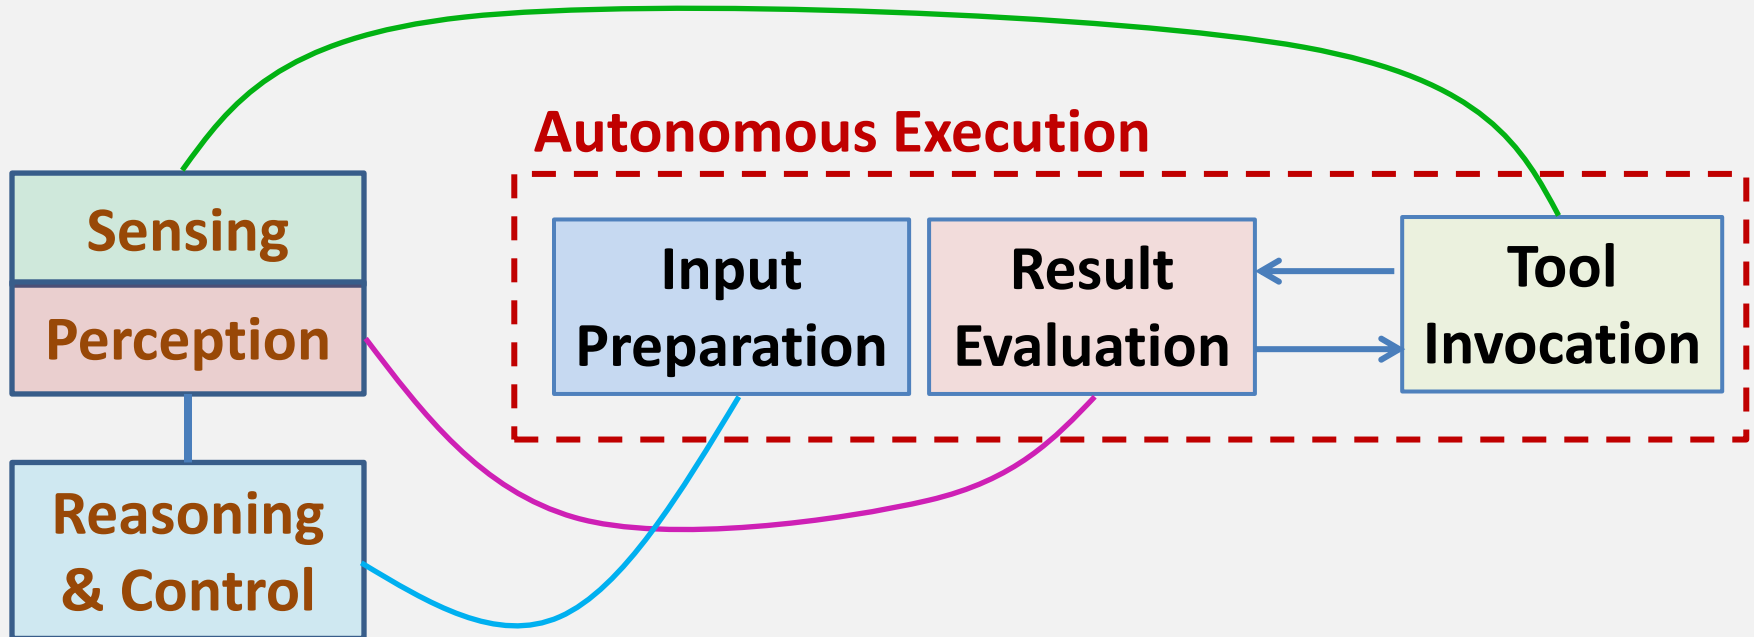 Autonomous Execution
Sensing
Perception
Reasoning
& Control
Input
Preparation
Result
Evaluation
Tool
Invocation